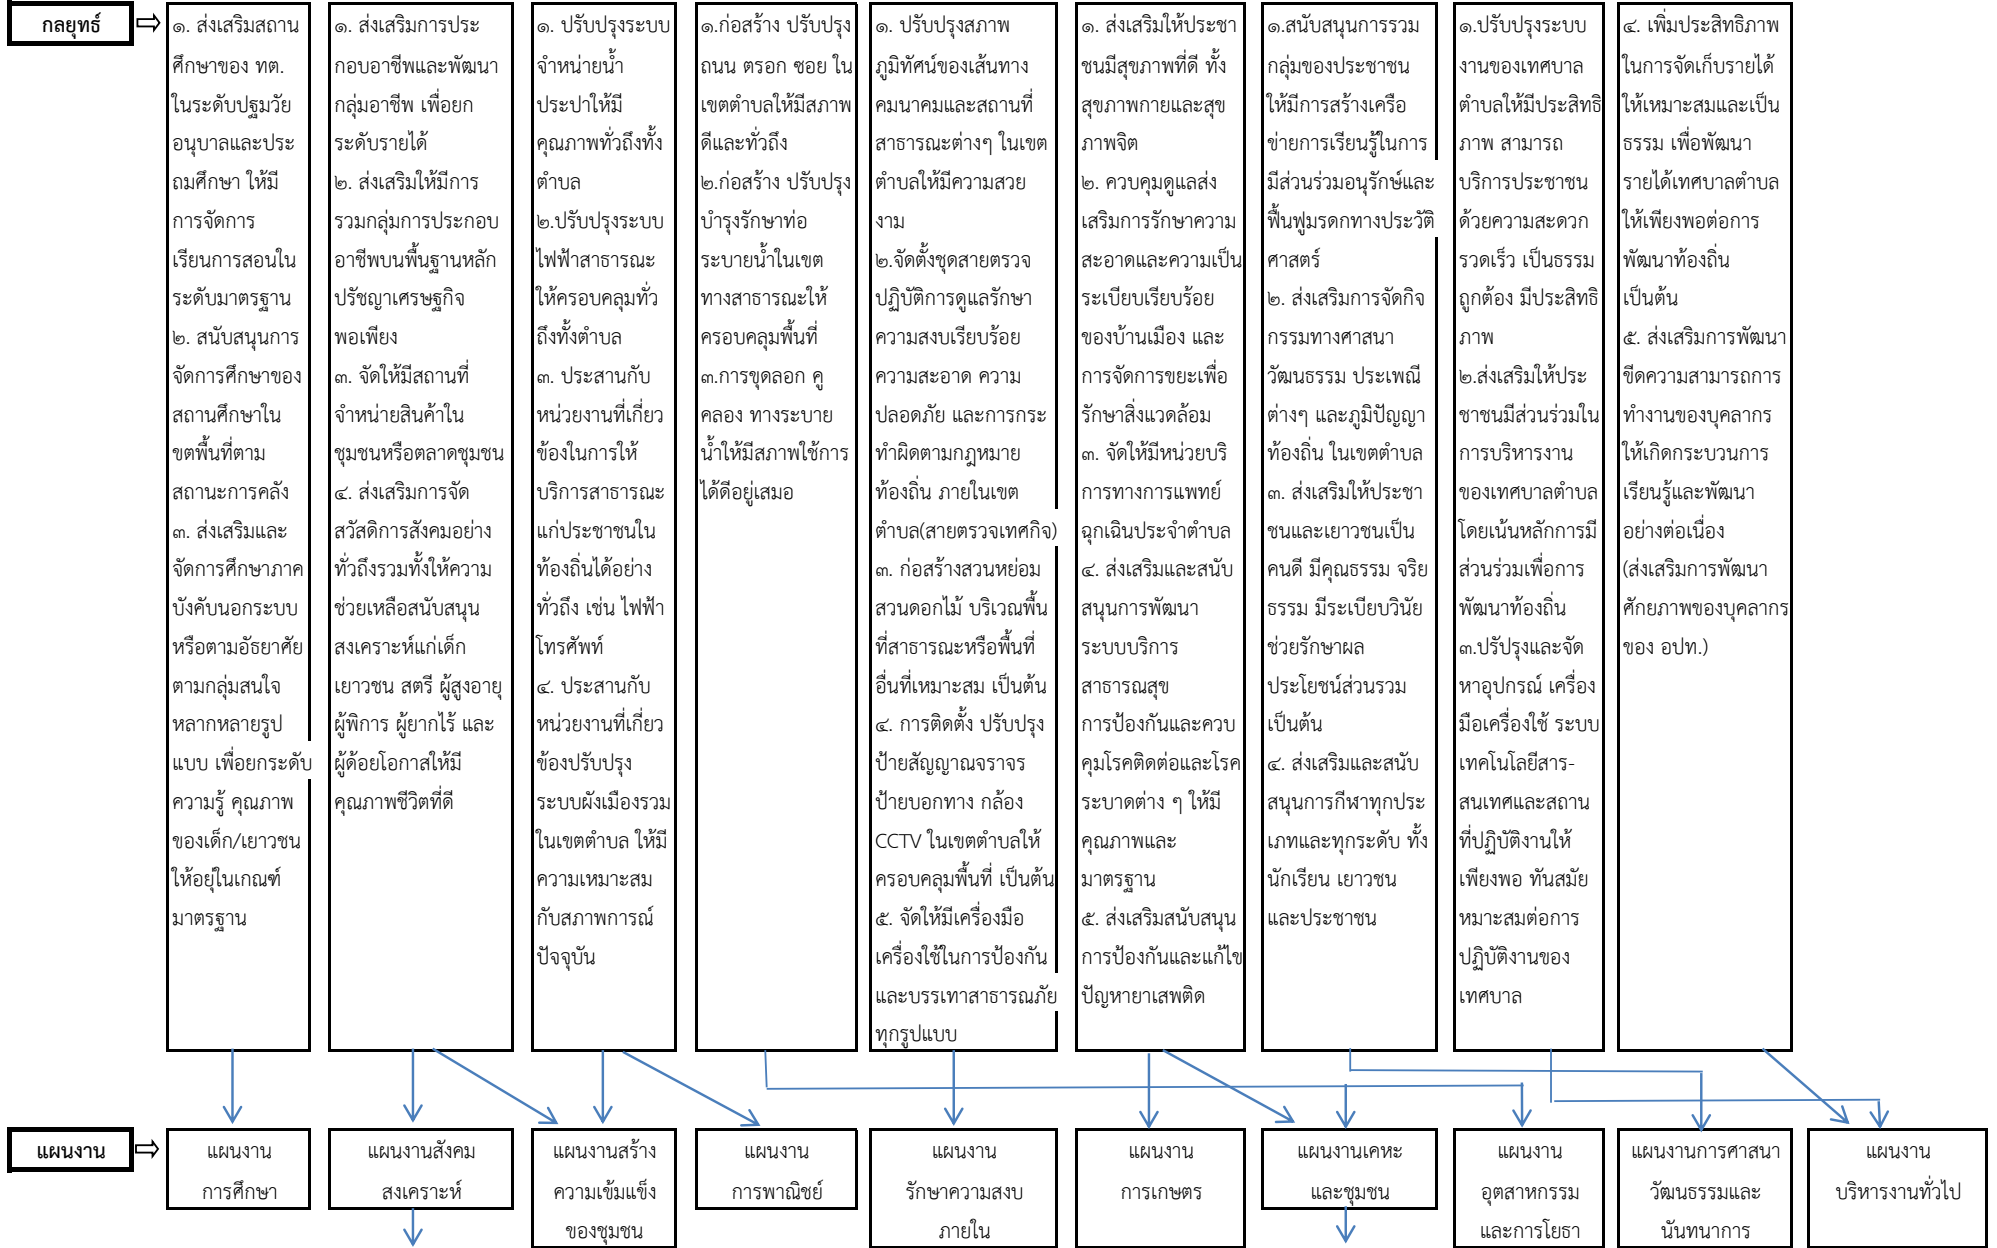 กลยุทธ์
๑. ส่งเสริมสถาน
ศึกษาของ ทต.
ในระดับปฐมวัย
อนุบาลและประ
ถมศึกษา ให้มี
การจัดการ
เรียนการสอนใน
ระดับมาตรฐาน
๒. สนับสนุนการ
จัดการศึกษาของ
สถานศึกษาใน
ขตพื้นที่ตาม
สถานะการคลัง
๓. ส่งเสริมและ
จัดการศึกษาภาค
บังคับนอกระบบ
หรือตามอัธยาศัย
ตามกลุ่มสนใจ
หลากหลายรูป
แบบ เพื่อยกระดับ
ความรู้ คุณภาพ
ของเด็ก/เยาวชน
ให้อยู่ในเกณฑ์
มาตรฐาน
๑. ส่งเสริมการประ
กอบอาชีพและพัฒนา
กลุ่มอาชีพ เพื่อยก
ระดับรายได้
๒. ส่งเสริมให้มีการ
รวมกลุ่มการประกอบ
อาชีพบนพื้นฐานหลัก
ปรัชญาเศรษฐกิจ
พอเพียง
๓. จัดให้มีสถานที่
จำหน่ายสินค้าใน
ชุมชนหรือตลาดชุมชน
๔. ส่งเสริมการจัด
สวัสดิการสังคมอย่าง
ทั่วถึงรวมทั้งให้ความ
ช่วยเหลือสนับสนุน
สงเคราะห์แก่เด็ก
เยาวชน สตรี ผู้สูงอายุ
ผู้พิการ ผู้ยากไร้ และ
ผู้ด้อยโอกาสให้มี
คุณภาพชีวิตที่ดี
๑. ปรับปรุงระบบ
จำหน่ายน้ำ
ประปาให้มี
คุณภาพทั่วถึงทั้ง
ตำบล
๒.ปรับปรุงระบบ
ไฟฟ้าสาธารณะ
ให้ครอบคลุมทั่ว
ถึงทั้งตำบล
๓. ประสานกับ
หน่วยงานที่เกี่ยว
ข้องในการให้
บริการสาธารณะ
แก่ประชาชนใน
ท้องถิ่นได้อย่าง
ทั่วถึง เช่น ไฟฟ้า
โทรศัพท์
๔. ประสานกับ
หน่วยงานที่เกี่ยว
ข้องปรับปรุง
ระบบผังเมืองรวม
ในเขตตำบล ให้มี
ความเหมาะสม
กับสภาพการณ์
ปัจจุบัน
๑.ก่อสร้าง ปรับปรุง
ถนน ตรอก ซอย ใน
เขตตำบลให้มีสภาพ
ดีและทั่วถึง
๒.ก่อสร้าง ปรับปรุง
บำรุงรักษาท่อ
ระบายน้ำในเขต
ทางสาธารณะให้
ครอบคลุมพื้นที่
๓.การขุดลอก คู
คลอง ทางระบาย
น้ำให้มีสภาพใช้การ
ได้ดีอยู่เสมอ
๑. ปรับปรุงสภาพ
ภูมิทัศน์ของเส้นทาง
คมนาคมและสถานที่
สาธารณะต่างๆ ในเขต
ตำบลให้มีความสวย
งาม
๒.จัดตั้งชุดสายตรวจ
ปฏิบัติการดูแลรักษา
ความสงบเรียบร้อย
ความสะอาด ความ
ปลอดภัย และการกระ
ทำผิดตามกฎหมาย
ท้องถิ่น ภายในเขต
ตำบล(สายตรวจเทศกิจ)
๓. ก่อสร้างสวนหย่อม
สวนดอกไม้ บริเวณพื้น
ที่สาธารณะหรือพื้นที่
อื่นที่เหมาะสม เป็นต้น
๔. การติดตั้ง ปรับปรุง
ป้ายสัญญาณจราจร
ป้ายบอกทาง กล้อง
CCTV ในเขตตำบลให้
ครอบคลุมพื้นที่ เป็นต้น
๕. จัดให้มีเครื่องมือ
เครื่องใช้ในการป้องกัน
และบรรเทาสาธารณภัย
ทุกรูปแบบ
๑. ส่งเสริมให้ประชา
ชนมีสุขภาพที่ดี ทั้ง
สุขภาพกายและสุข
ภาพจิต
๒. ควบคุมดูแลส่ง
เสริมการรักษาความ
สะอาดและความเป็น
ระเบียบเรียบร้อย
ของบ้านเมือง และ
การจัดการขยะเพื่อ
รักษาสิ่งแวดล้อม
๓. จัดให้มีหน่วยบริ
การทางการแพทย์
ฉุกเฉินประจำตำบล
๔. ส่งเสริมและสนับ
สนุนการพัฒนา
ระบบบริการ
สาธารณสุข
การป้องกันและควบ
คุมโรคติดต่อและโรค
ระบาดต่าง ๆ ให้มี
คุณภาพและ
มาตรฐาน
๕. ส่งเสริมสนับสนุน
การป้องกันและแก้ไข
ปัญหายาเสพติด
๑.สนับสนุนการรวม
กลุ่มของประชาชน
ให้มีการสร้างเครือ
ข่ายการเรียนรู้ในการ
มีส่วนร่วมอนุรักษ์และ
ฟื้นฟูมรดกทางประวัติ
ศาสตร์
๒. ส่งเสริมการจัดกิจ
กรรมทางศาสนา
วัฒนธรรม ประเพณี
ต่างๆ และภูมิปัญญา
ท้องถิ่น ในเขตตำบล
๓. ส่งเสริมให้ประชา
ชนและเยาวชนเป็น
คนดี มีคุณธรรม จริย
ธรรม มีระเบียบวินัย
ช่วยรักษาผล
ประโยชน์ส่วนรวม
เป็นต้น
๔. ส่งเสริมและสนับ
สนุนการกีฬาทุกประ
เภทและทุกระดับ ทั้ง
นักเรียน เยาวชน
และประชาชน
๑.ปรับปรุงระบบ
งานของเทศบาล
ตำบลให้มีประสิทธิ
ภาพ สามารถ
บริการประชาชน
ด้วยความสะดวก
รวดเร็ว เป็นธรรม
ถูกต้อง มีประสิทธิ
ภาพ
๒.ส่งเสริมให้ประ
ชาชนมีส่วนร่วมใน
การบริหารงาน
ของเทศบาลตำบล
โดยเน้นหลักการมี
ส่วนร่วมเพื่อการ
พัฒนาท้องถิ่น
๓.ปรัปรุงและจัด
หาอุปกรณ์ เครื่อง
มือเครื่องใช้ ระบบ
เทคโนโลยีสาร-
สนเทศและสถาน
ที่ปฏิบัติงานให้
เพียงพอ ทันสมัย
หมาะสมต่อการ
ปฏิบัติงานของ
เทศบาล
๔. เพิ่มประสิทธิภาพ
ในการจัดเก็บรายได้
ให้เหมาะสมและเป็น
ธรรม เพื่อพัฒนา
รายได้เทศบาลตำบล
ให้เพียงพอต่อการ
พัฒนาท้องถิ่น
เป็นต้น
๕. ส่งเสริมการพัฒนา
ขีดความสามารถการ
ทำงานของบุคลากร
ให้เกิดกระบวนการ
เรียนรู้และพัฒนา
อย่างต่อเนื่อง
(ส่งเสริมการพัฒนา
ศักยภาพของบุคลากร
ของ อปท.)
แผนงาน
แผนงาน
การศึกษา
แผนงานสังคม
สงเคราะห์
แผนงานสร้าง
ความเข้มแข็ง
ของชุมชน
แผนงาน
การพาณิชย์
แผนงาน
รักษาความสงบ
ภายใน
แผนงาน
การเกษตร
แผนงานเคหะ
และชุมชน
แผนงาน
อุตสาหกรรม
และการโยธา
แผนงานการศาสนา
วัฒนธรรมและ
นันทนาการ
แผนงาน
บริหารงานทั่วไป